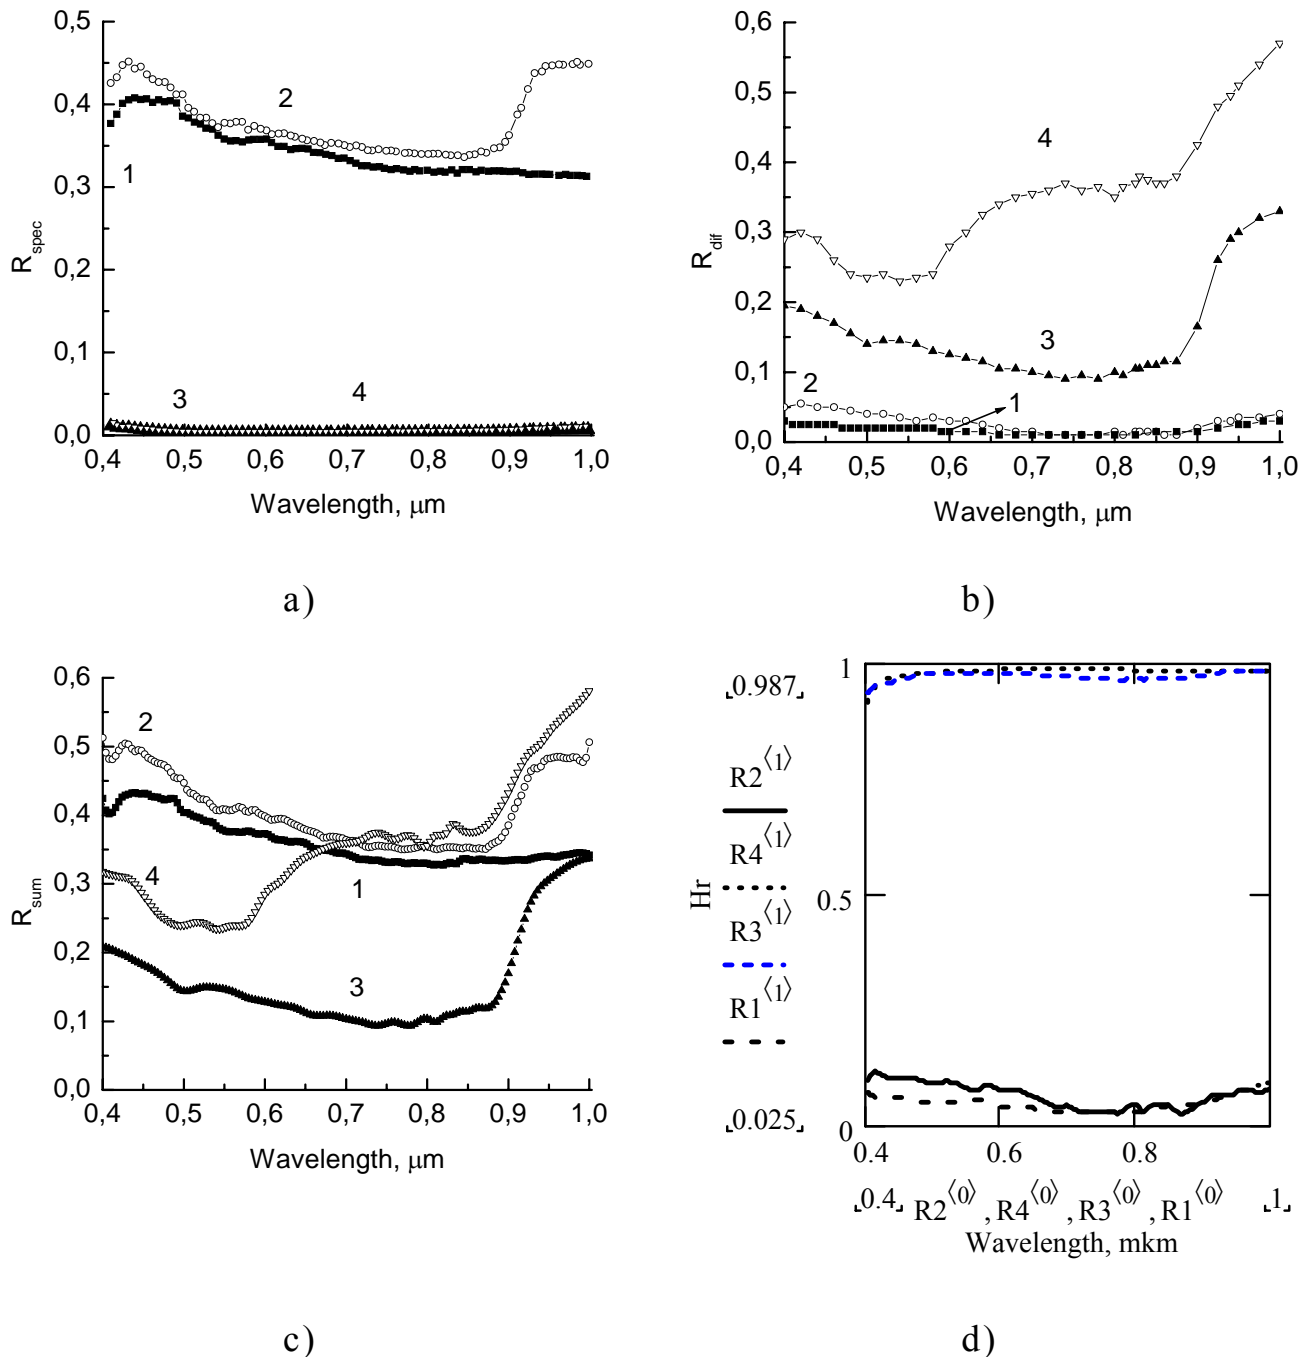 0,5
0,4
0,3
0,2
0,1
0,0
R_spec
2
1
3
4
0,4 0,5 0,6 0,7 0,8 0,9 1,0
Wavelength, μm
a)
0,6
0,5
0,4
0,3
0,2
0,1
0,0
R_dif
4
3
2
1
0,4 0,5 0,6 0,7 0,8 0,9 1,0
Wavelength, μm
b)
0,6
0,5
0,4
0,3
0,2
0,1
0,0
R_sum
2
4
1
3
0,4 0,5 0,6 0,7 0,8 0,9 1,0
Wavelength, μm
c)
1
0.987
R2⟨1⟩
R4⟨1⟩
Hr
0.5
R3⟨1⟩
R1⟨1⟩
0.025
0
0.4 0.6 0.8
0.4 R2⟨0⟩ , R4⟨0⟩ , R3⟨0⟩ , R1⟨0⟩ 1
Wavelength, mkm
d)